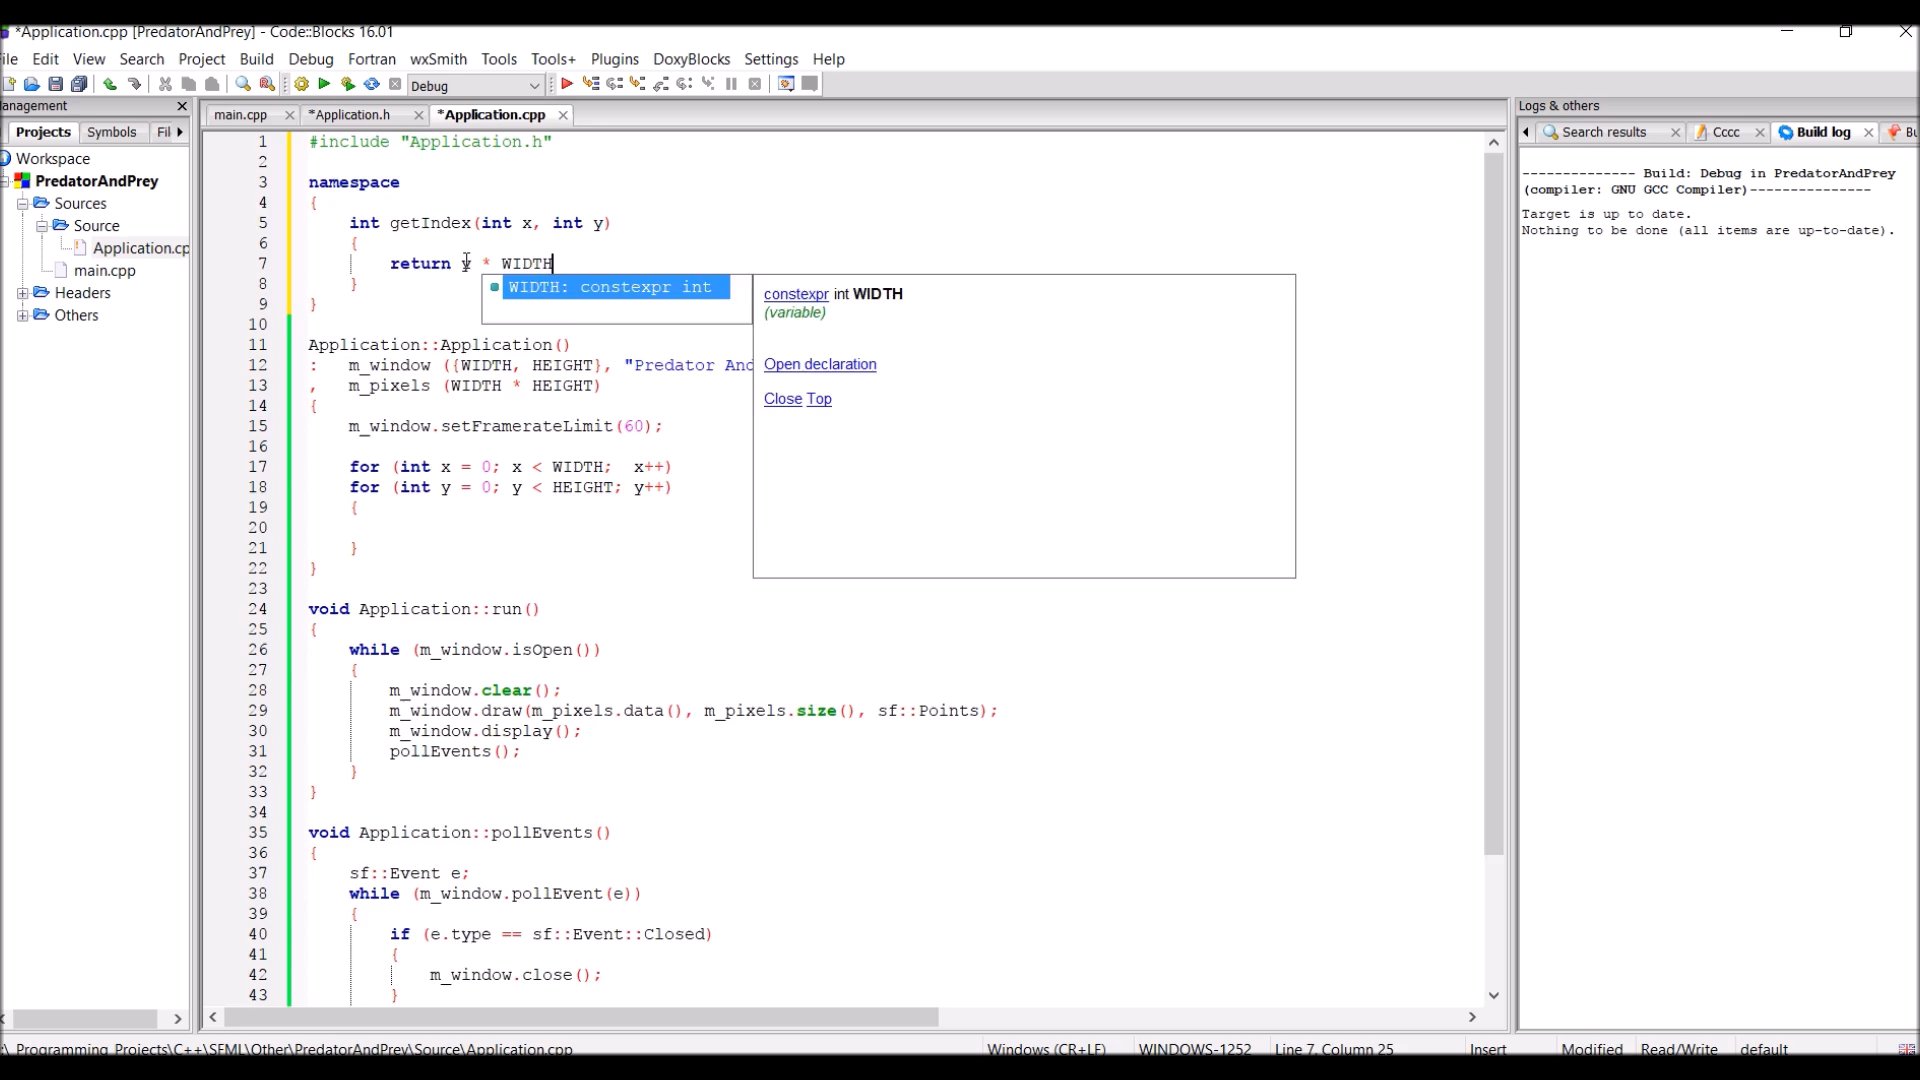 *Application.cpp [PredatorAndPrey] - Code::Blocks 16.01
ile Edit View Search Project Build Debug Fortran wxSmith Tools Tools+ Plugins DoxyBlocks Settings Help
Debug
anagement
Projects Symbols Fil
Workspace
PredatorAndPrey
Sources
Source
Application.cp
main.cpp
Headers
Others
main.cpp *Application.h *Application.cpp
1 #include "Application.h"
2
3 namespace
4 {
5 int getIndex(int x, int y)
6 {
7 return y * WIDTH
8 }
9 }
10
11 Application::Application()
12 : m_window ({WIDTH, HEIGHT}, "Predator And
13 , m_pixels (WIDTH * HEIGHT)
14 {
15 m_window.setFramerateLimit(60);
16
17 for (int x = 0; x < WIDTH; x++)
18 for (int y = 0; y < HEIGHT; y++)
19 {
20
21 }
22 }
23
24 void Application::run()
25 {
26 while (m_window.isOpen())
27 {
28 m_window.clear();
29 m_window.draw(m_pixels.data(), m_pixels.size(), sf::Points);
30 m_window.display();
31 pollEvents();
32 }
33 }
34
35 void Application::pollEvents()
36 {
37 sf::Event e;
38 while (m_window.pollEvent(e))
39 {
40 if (e.type == sf::Event::Closed)
41 {
42 m_window.close();
43 }
WIDTH: constexpr int
constexpr int WIDTH
(variable)
Open declaration
Close Top
Logs & others
Search results Cccc Build log Bu
-------------- Build: Debug in PredatorAndPrey
(compiler: GNU GCC Compiler)---------------
Target is up to date.
Nothing to be done (all items are up-to-date).
:\ Programming Projects\C++\SFML\Other\PredatorAndPrey\Source\Application.cpp Windows (CR+LF) WINDOWS-1252 Line 7, Column 25 Insert Modified Read/Write default